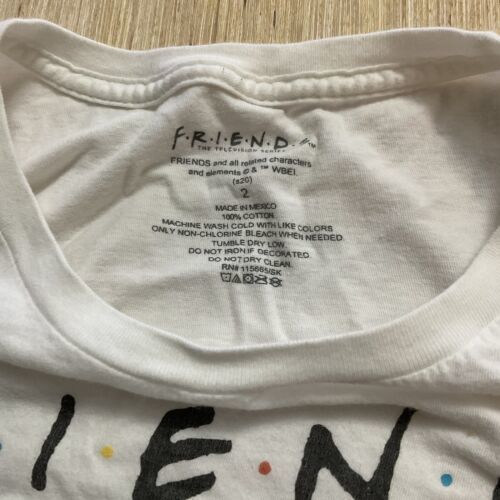 F·R·I·E·N·D·S™
THE TELEVISION SERIES
FRIENDS and all related characters
and elements © & ™ WBEI.
(s20)
2
MADE IN MEXICO
100% COTTON
MACHINE WASH COLD WITH LIKE COLORS
ONLY NON-CHLORINE BLEACH WHEN NEEDED.
TUMBLE DRY LOW
DO NOT IRON IF DECORATED
DO NOT DRY CLEAN.
RN# 115665/SK
I·E·N·